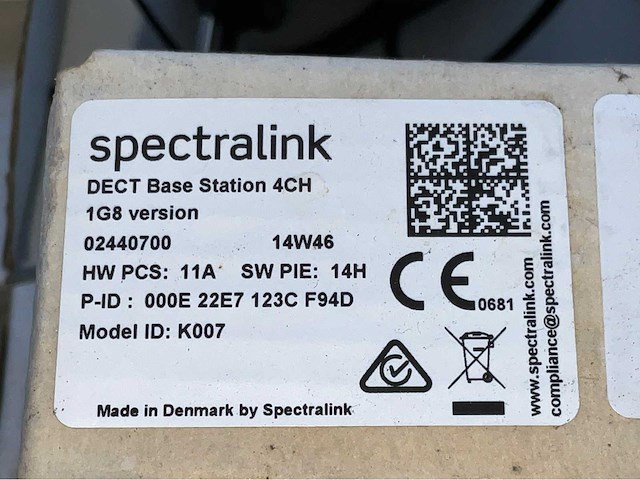 spectralink
DECT Base Station 4CH
1G8 version
02440700 14W46
HW PCS: 11A SW PIE: 14H
P-ID : 000E 22E7 123C F94D
Model ID: K007
Made in Denmark by Spectralink
CE 0681
www.spectralink.com
compliance@spectralink.com